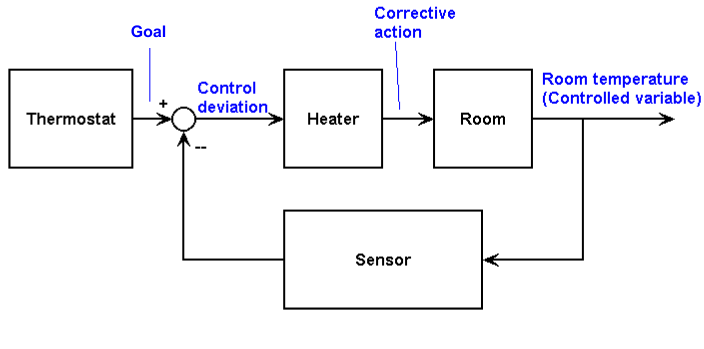 Goal
Corrective
action
Control
deviation
Room temperature
(Controlled variable)
+
Thermostat
Heater
Room
--
Sensor